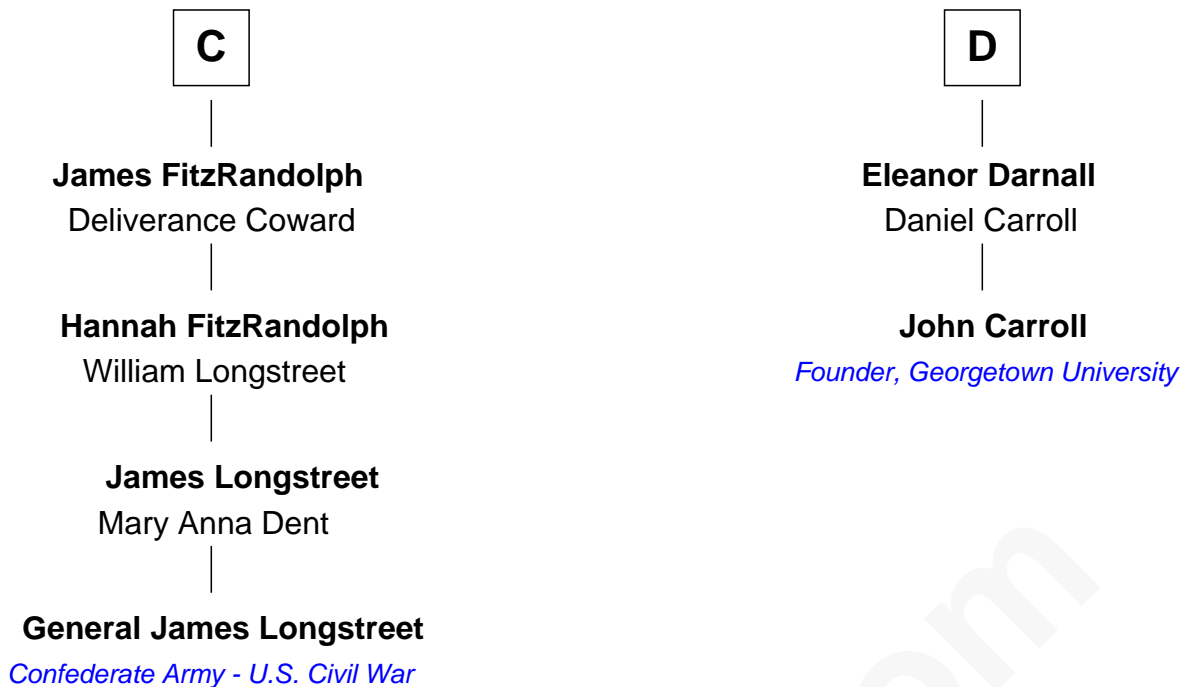 C
James FitzRandolph
Deliverance Coward
Hannah FitzRandolph
William Longstreet
James Longstreet
Mary Anna Dent
General James Longstreet
Confederate Army - U.S. Civil War
D
Eleanor Darnall
Daniel Carroll
John Carroll
Founder, Georgetown University
om